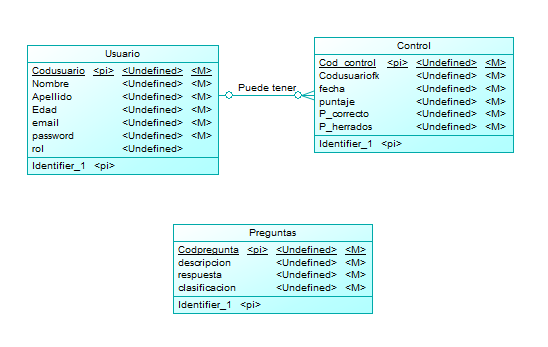 Usuario
Codusuario <pi> <Undefined> <M>
Nombre <Undefined> <M>
Apellido <Undefined> <M>
Edad <Undefined> <M>
email <Undefined> <M>
password <Undefined> <M>
rol <Undefined>
Identifier_1 <pi>
Puede tener
Control
Cod_control <pi> <Undefined> <M>
Codusuariofk <Undefined> <M>
fecha <Undefined> <M>
puntaje <Undefined> <M>
P_correcto <Undefined> <M>
P_herrados <Undefined> <M>
Identifier_1 <pi>
Preguntas
Codpregunta <pi> <Undefined> <M>
descripcion <Undefined> <M>
respuesta <Undefined> <M>
clasificacion <Undefined> <M>
Identifier_1 <pi>